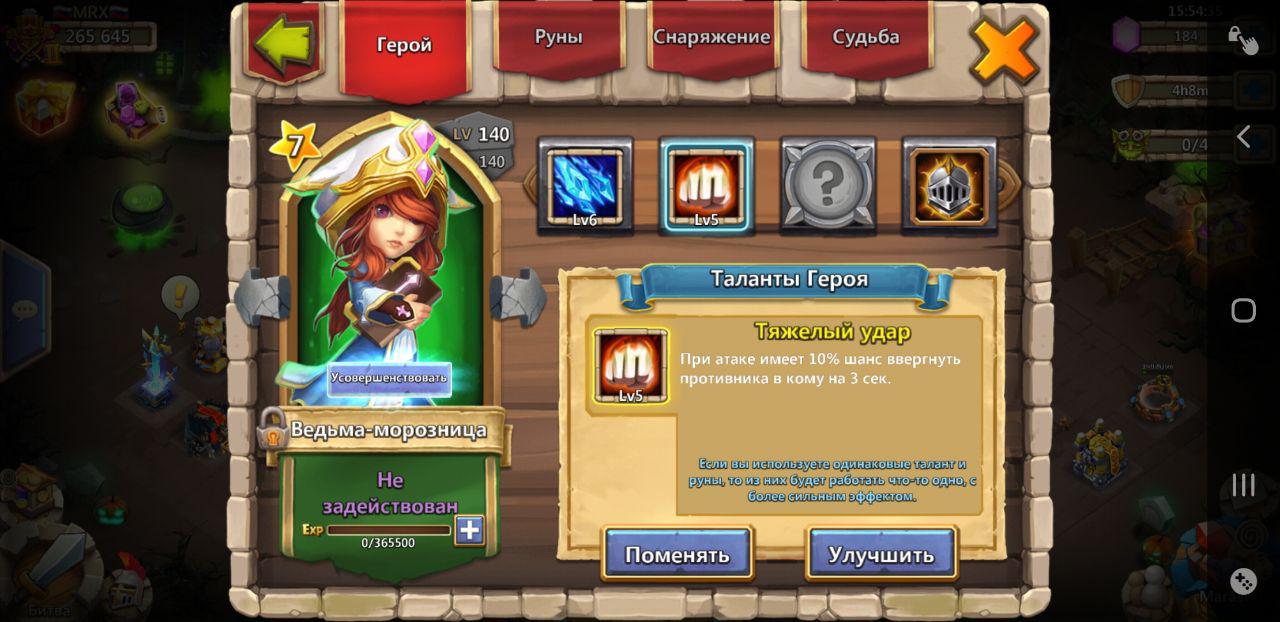 MRX
265 645
Герой
Руны
Снаряжение
Судьба
15:54:35
184
4h8m
0/4
7
LV 140
140
Lv6
Lv5
Усовершенствовать
Ведьма-морозница
Не
задействован
Exp
0/365500
Таланты Героя
Тяжелый удар
При атаке имеет 10% шанс ввергнуть
противника в кому на 3 сек.
Lv5
Если вы используете одинаковые талант и
руны, то из них будет работать что-то одно, с
более сильным эффектом.
Поменять
Улучшить
Битва